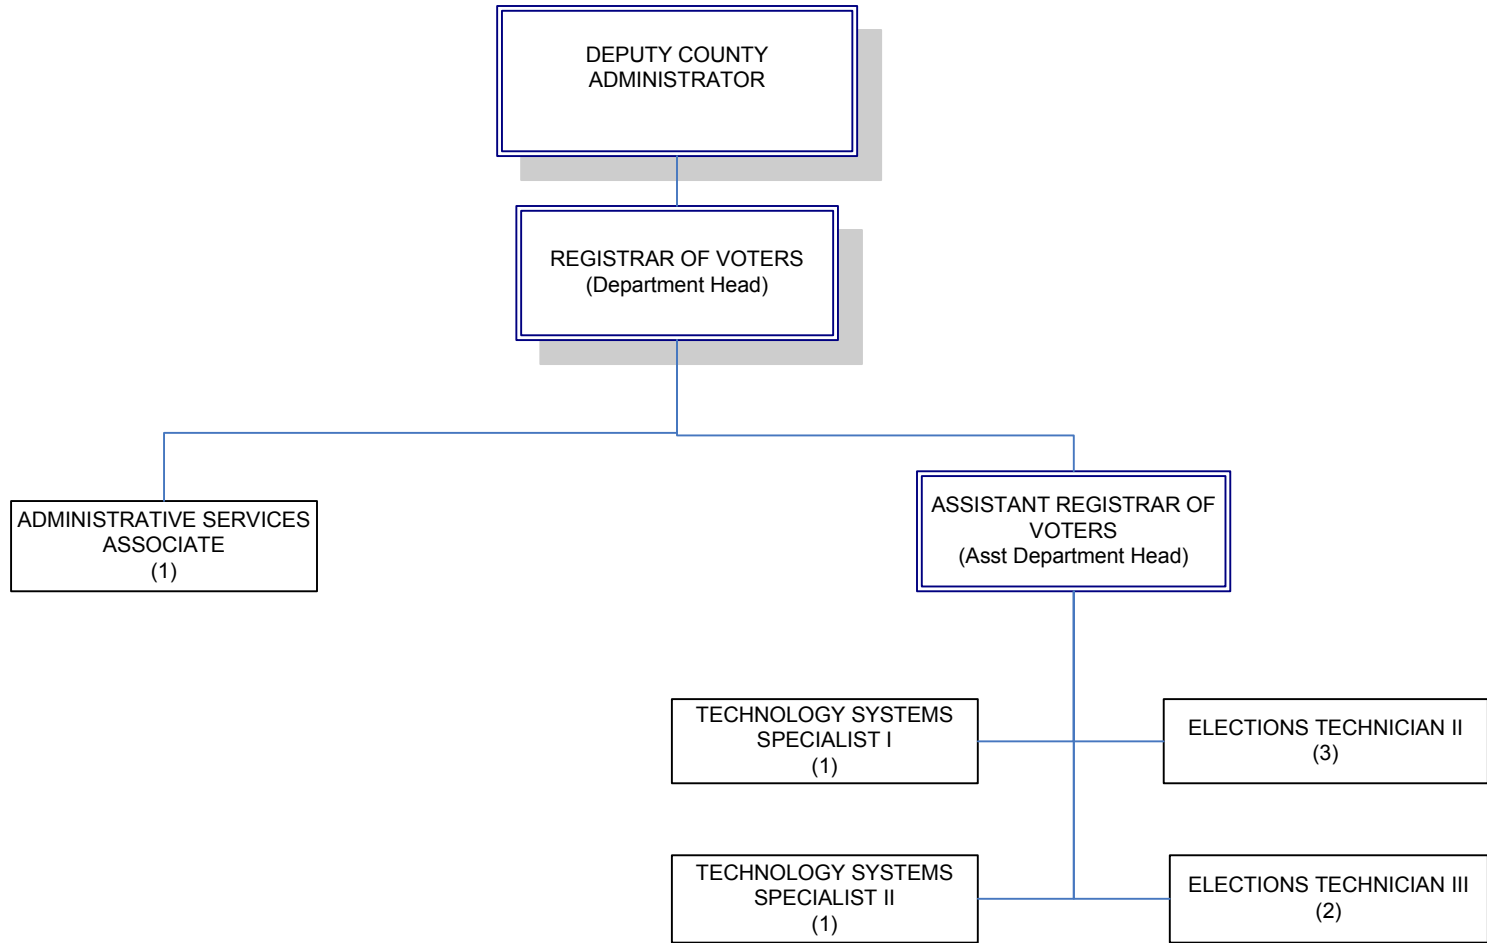 DEPUTY COUNTY
ADMINISTRATOR
REGISTRAR OF VOTERS
(Department Head)
ADMINISTRATIVE SERVICES
ASSOCIATE
(1)
ASSISTANT REGISTRAR OF
VOTERS
(Asst Department Head)
TECHNOLOGY SYSTEMS
SPECIALIST I
(1)
ELECTIONS TECHNICIAN II
(3)
TECHNOLOGY SYSTEMS
SPECIALIST II
(1)
ELECTIONS TECHNICIAN III
(2)